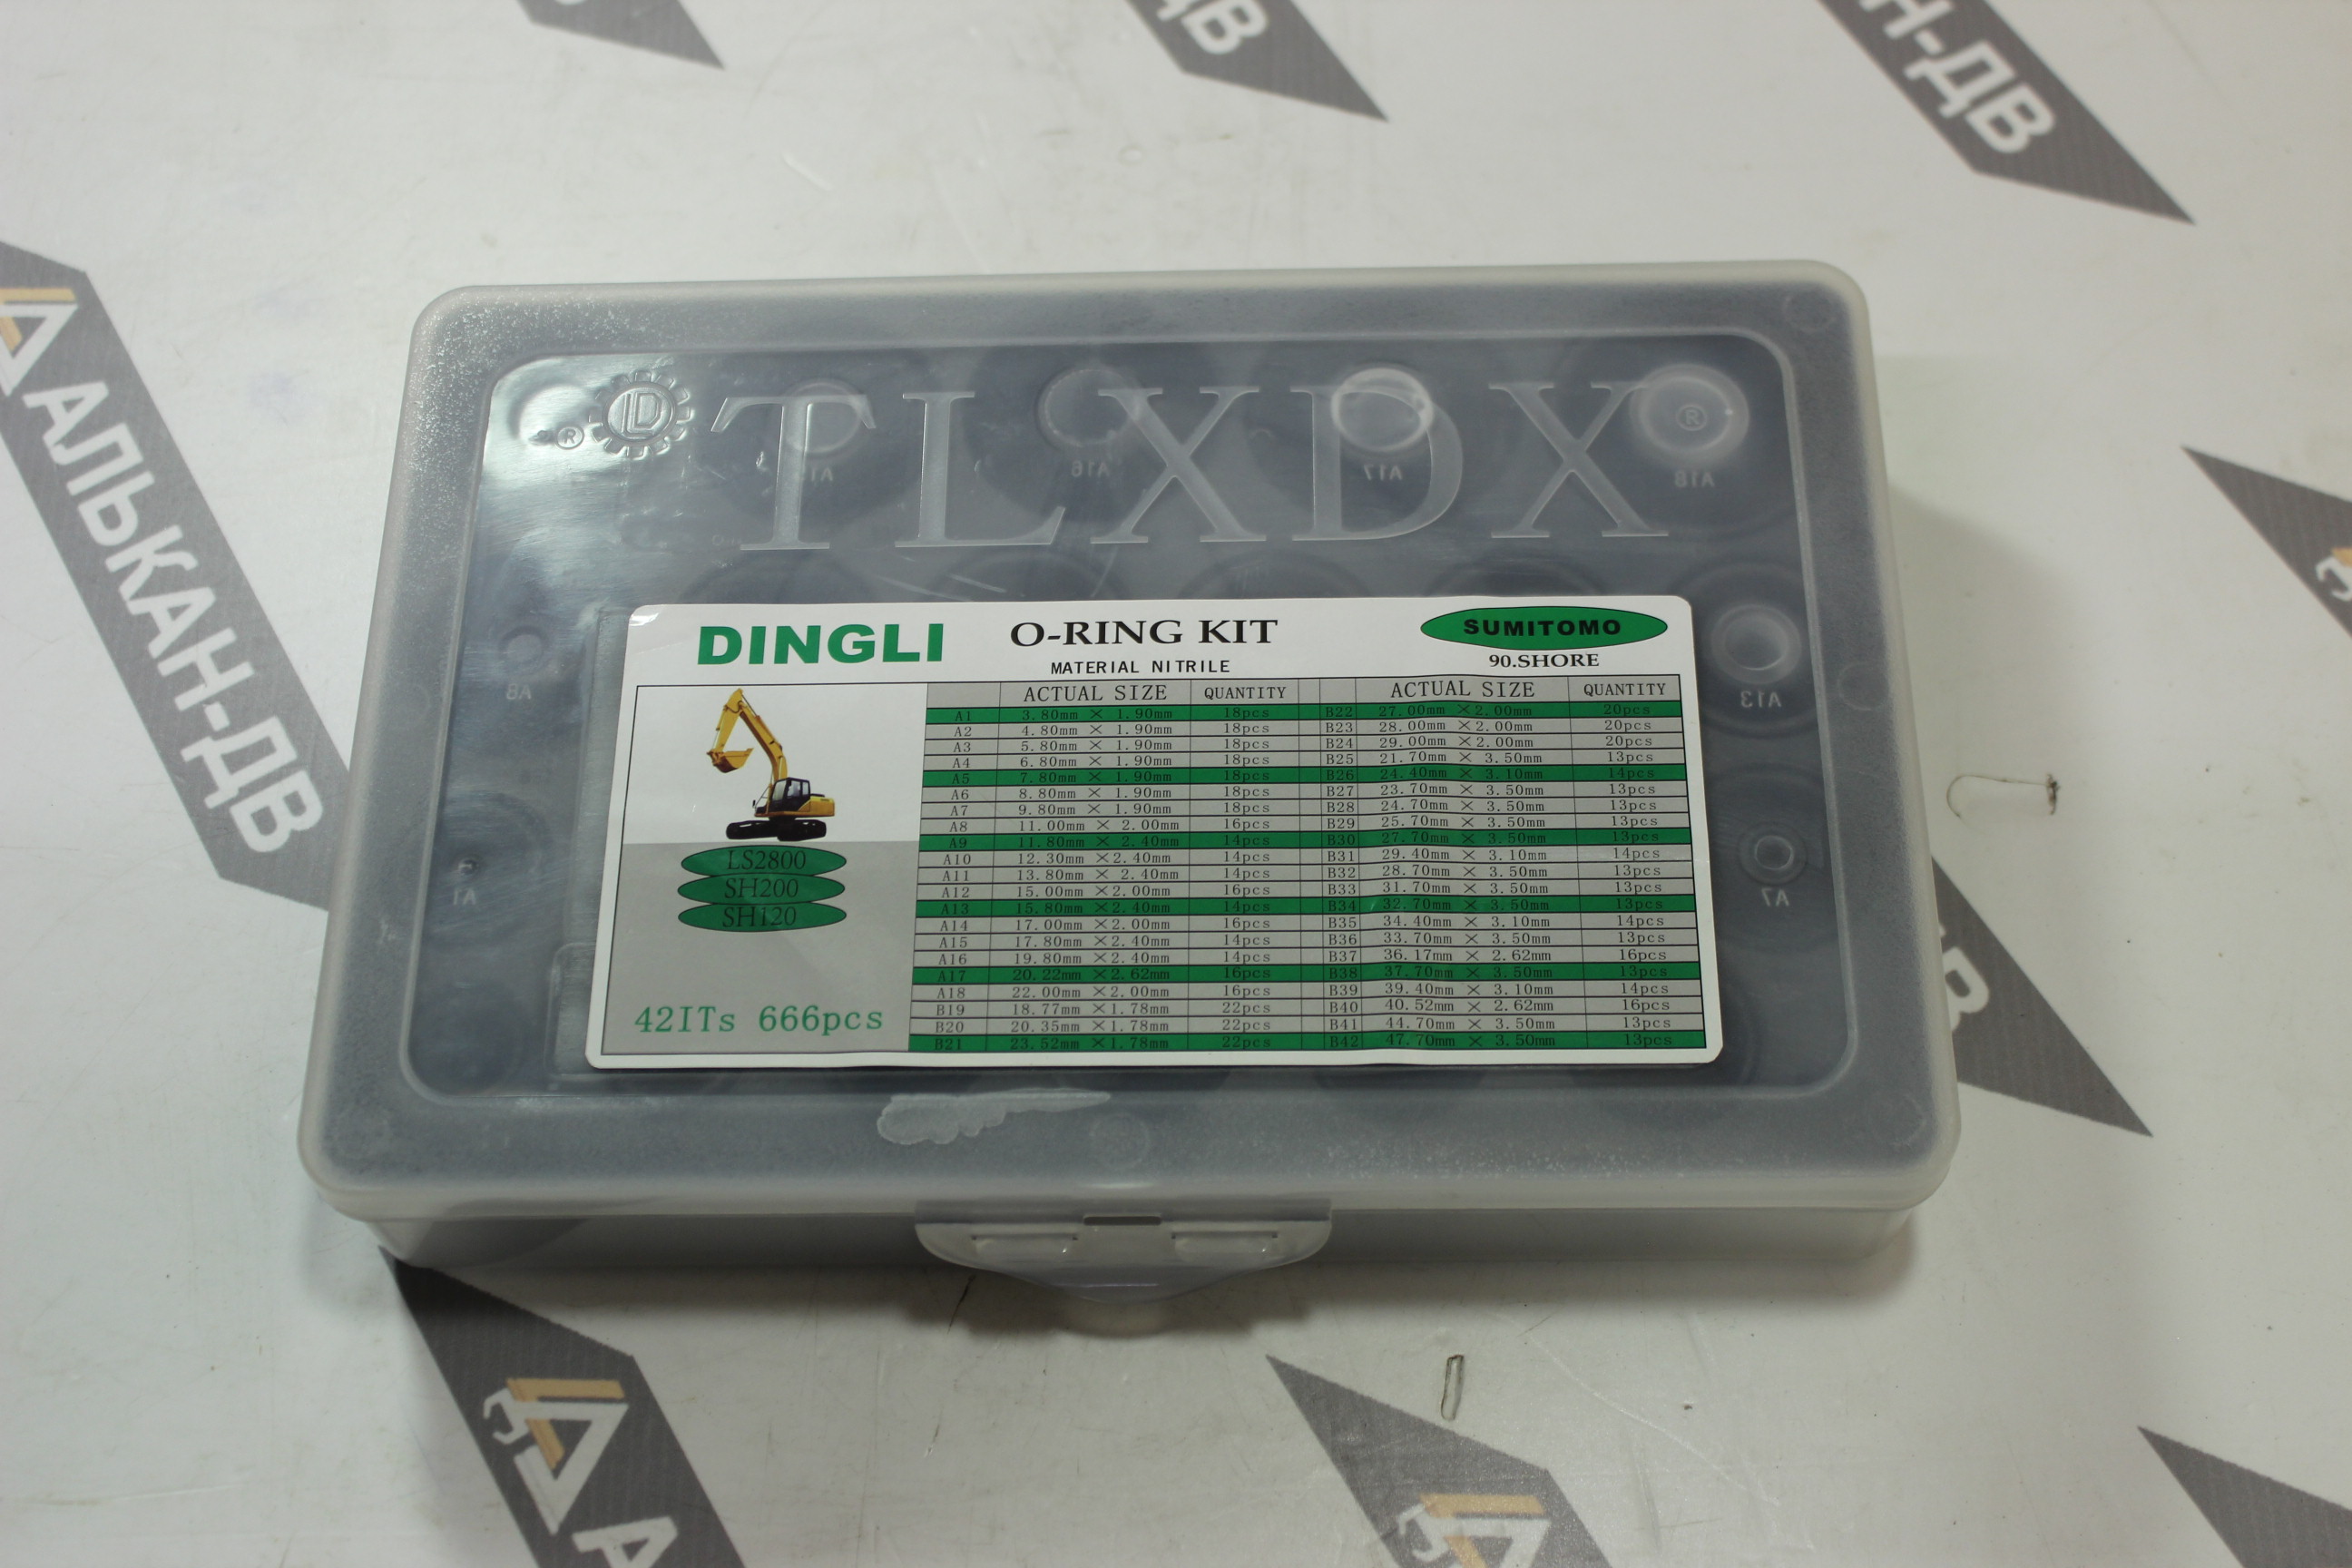 ДВ
Н-ДВ
АЛЬКАН-ДВ
® LD TLXDX ®
A16 A17 A18
A8
A13
A7
A1
DINGLI O-RING KIT SUMITOMO
MATERIAL NITRILE 90.SHORE
ACTUAL SIZE QUANTITY ACTUAL SIZE QUANTITY
A1 3.80mm × 1.90mm 18pcs B22 27.00mm ×2.00mm 20pcs
A2 4.80mm × 1.90mm 18pcs B23 28.00mm ×2.00mm 20pcs
A3 5.80mm × 1.90mm 18pcs B24 29.00mm ×2.00mm 20pcs
A4 6.80mm × 1.90mm 18pcs B25 21.70mm × 3.50mm 13pcs
A5 7.80mm × 1.90mm 18pcs B26 24.40mm × 3.10mm 14pcs
A6 8.80mm × 1.90mm 18pcs B27 23.70mm × 3.50mm 13pcs
A7 9.80mm × 1.90mm 18pcs B28 24.70mm × 3.50mm 13pcs
A8 11.00mm × 2.00mm 16pcs B29 25.70mm × 3.50mm 13pcs
A9 11.80mm × 2.40mm 14pcs B30 27.70mm × 3.50mm 13pcs
A10 12.30mm ×2.40mm 14pcs B31 29.40mm × 3.10mm 14pcs
A11 13.80mm × 2.40mm 14pcs B32 28.70mm × 3.50mm 13pcs
A12 15.00mm ×2.00mm 16pcs B33 31.70mm × 3.50mm 13pcs
A13 15.80mm ×2.40mm 14pcs B34 32.70mm × 3.50mm 13pcs
A14 17.00mm ×2.00mm 16pcs B35 34.40mm × 3.10mm 14pcs
A15 17.80mm ×2.40mm 14pcs B36 33.70mm × 3.50mm 13pcs
A16 19.80mm ×2.40mm 14pcs B37 36.17mm × 2.62mm 16pcs
A17 20.22mm ×2.62mm 16pcs B38 37.70mm × 3.50mm 13pcs
A18 22.00mm ×2.00mm 16pcs B39 39.40mm × 3.10mm 14pcs
B19 18.77mm ×1.78mm 22pcs B40 40.52mm × 2.62mm 16pcs
B20 20.35mm ×1.78mm 22pcs B41 44.70mm × 3.50mm 13pcs
B21 23.52mm ×1.78mm 22pcs B42 47.70mm × 3.50mm 13pcs
LS2800
SH200
SH120
42ITs 666pcs